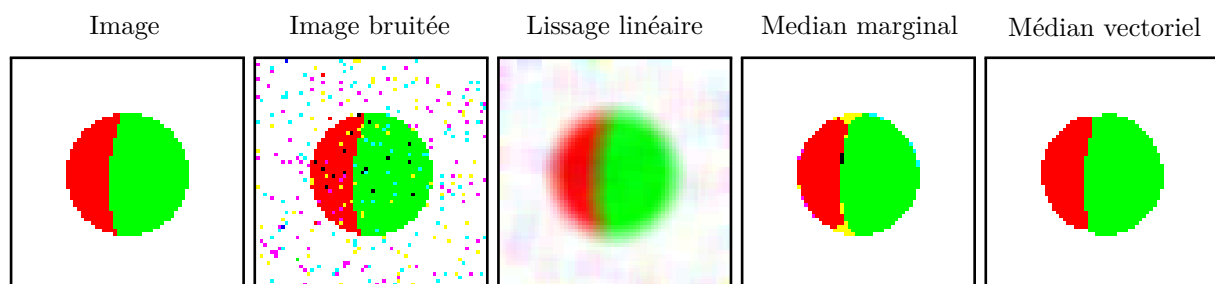 Image
Image bruitée
Lissage linéaire
Median marginal
Médian vectoriel